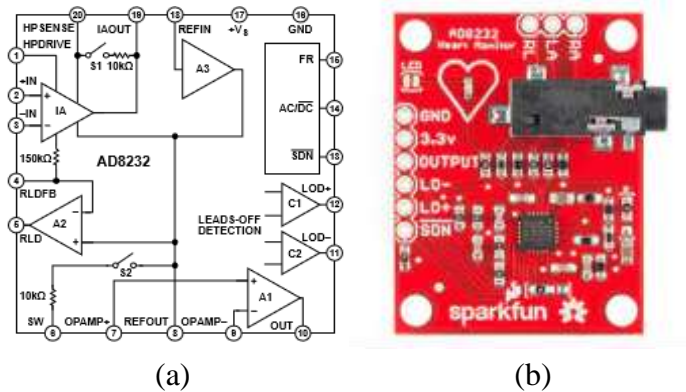 20 19 18 17 16
HPSENSE IAOUT REFIN +VS GND
HPDRIVE
1
S1 10kΩ
A3
FR 15
+IN
2
IA
–IN
3
AC/DC 14
150kΩ
AD8232
SDN 13
4
RLDFB
LOD+
C1 12
A2
5
RLD
LEADS-OFF
DETECTION
LOD–
C2 11
S2
10kΩ
A1
SW OPAMP+ REFOUT OPAMP– OUT
6 7 8 9 10
(a)
AD8232
Heart Monitor
RL LA RA
GND
3.3v
OUTPUT
LO-
LO+
SDN
sparkfun
(b)